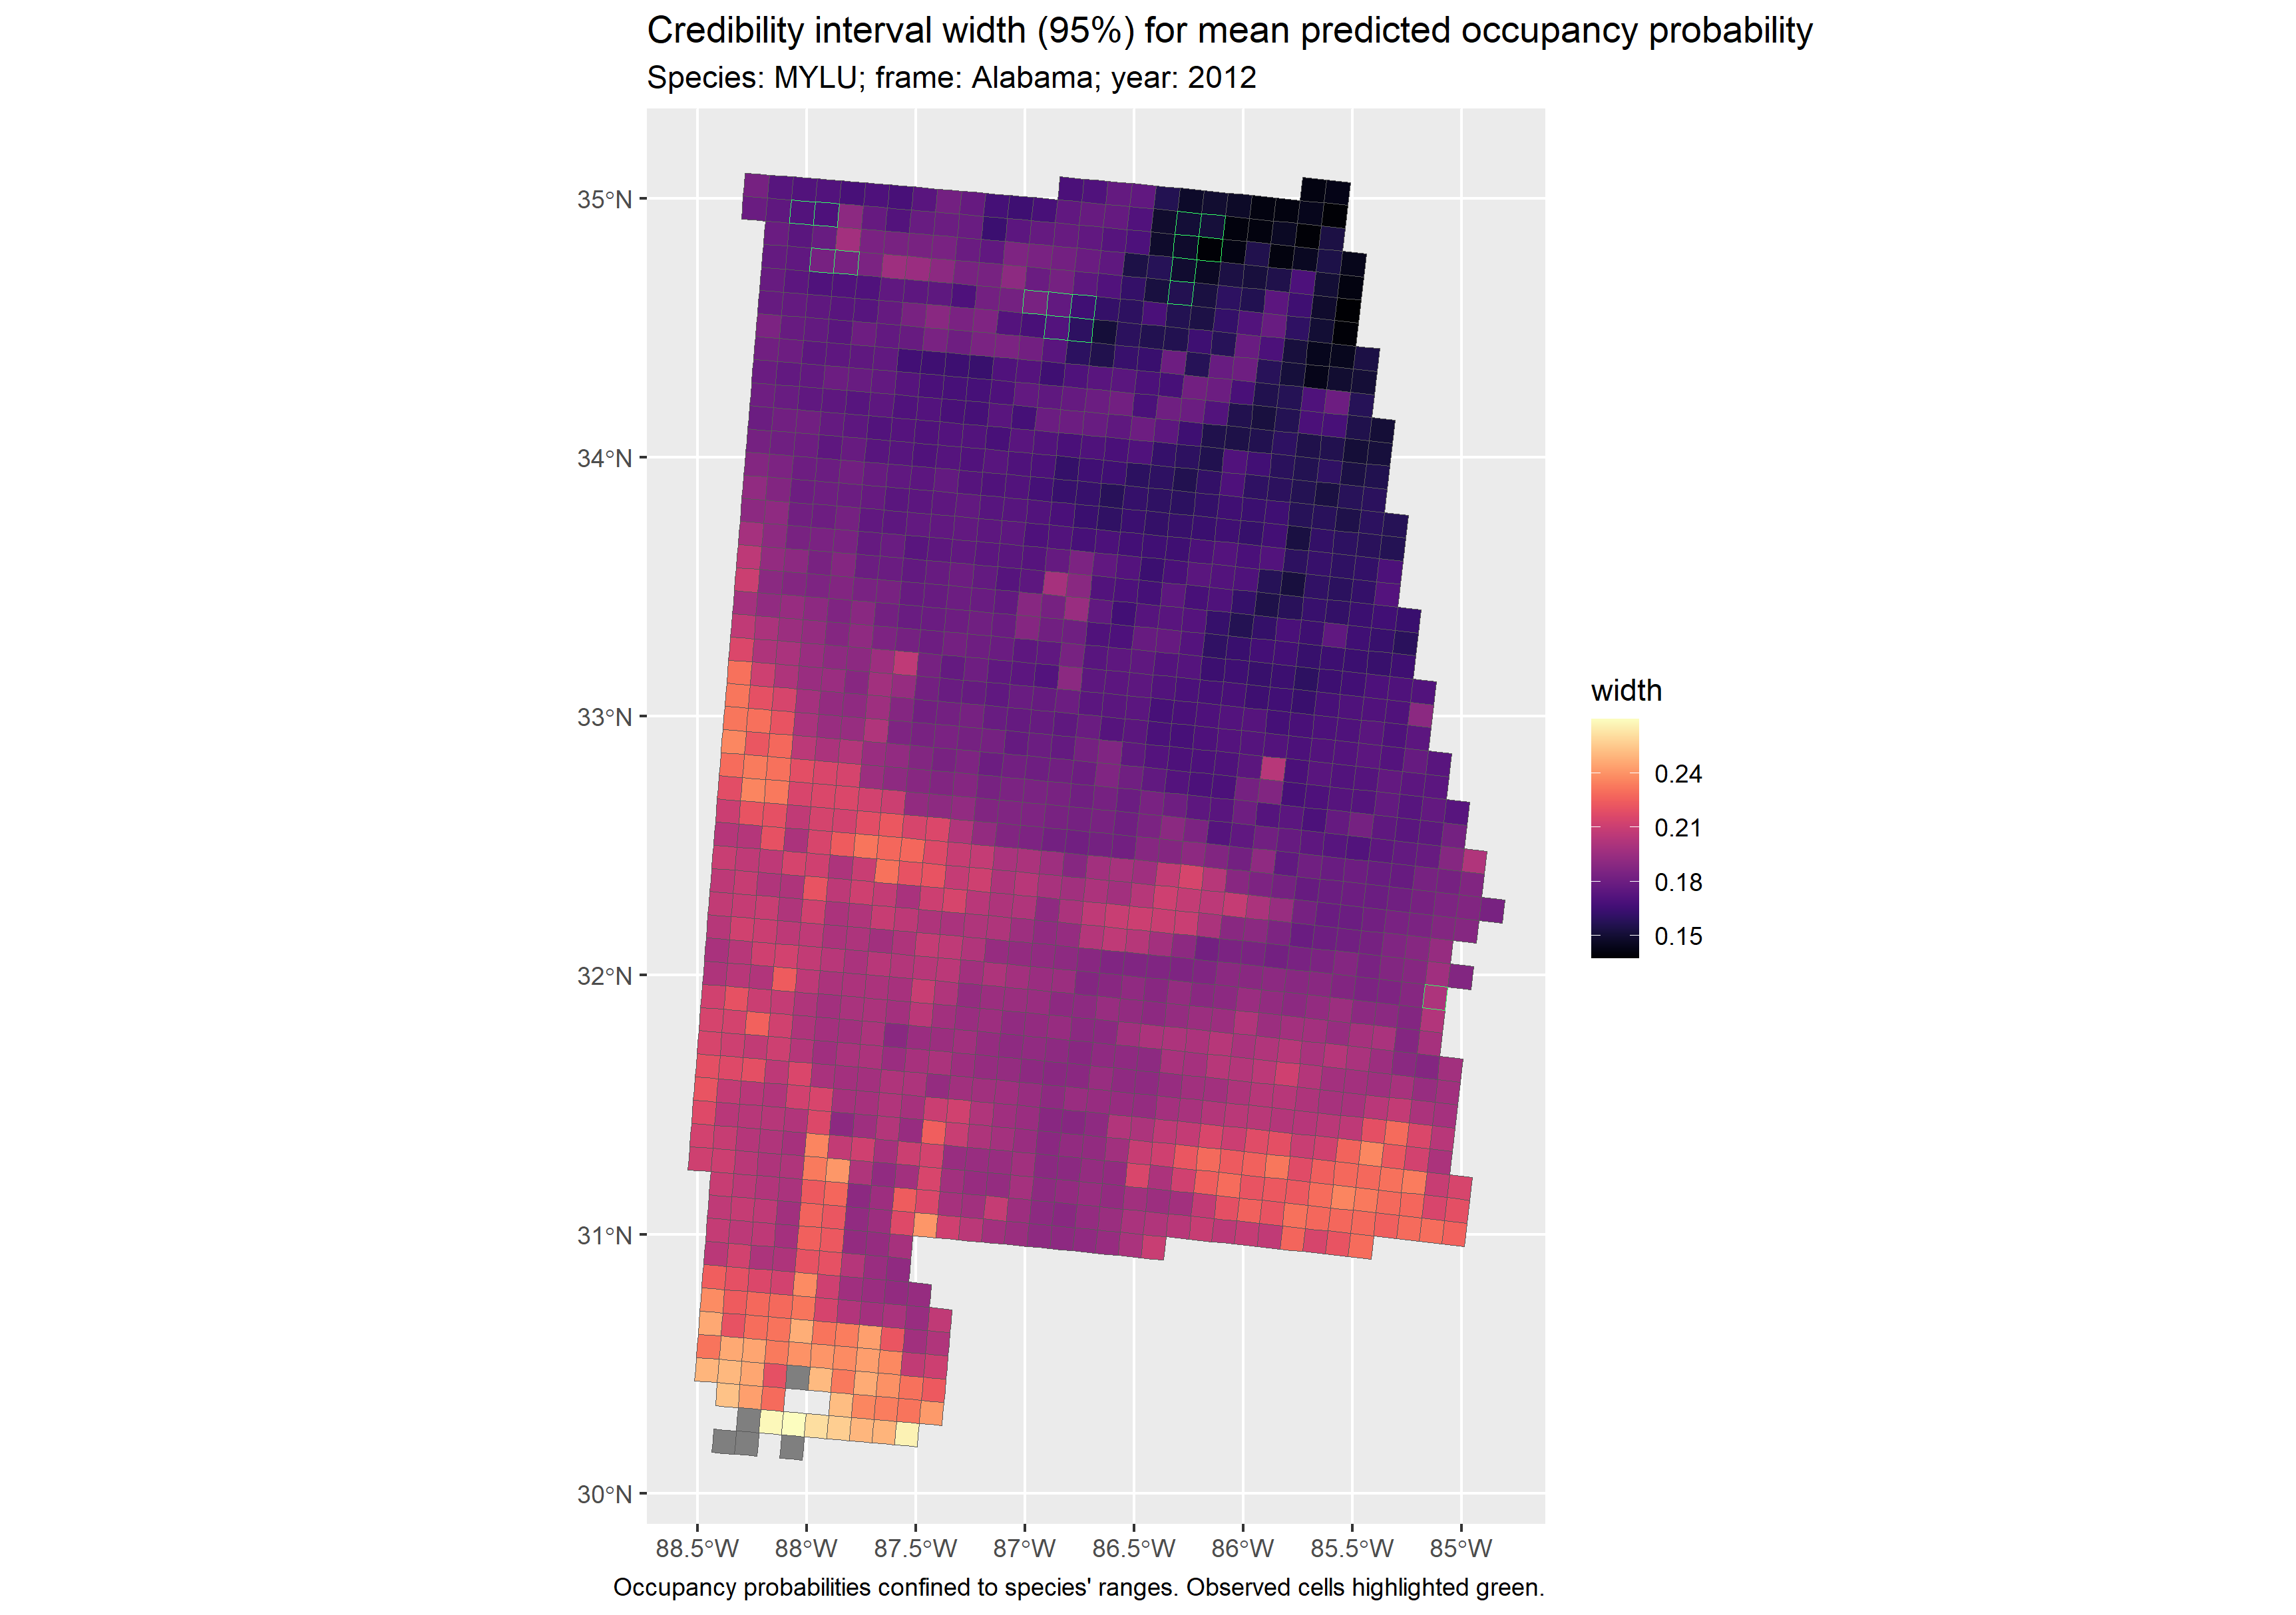 Credibility interval width (95%) for mean predicted occupancy probability
Species: MYLU; frame: Alabama; year: 2012
35°N
34°N
33°N
32°N
31°N
30°N
width
0.24
0.21
0.18
0.15
88.5°W 88°W 87.5°W 87°W 86.5°W 86°W 85.5°W 85°W
Occupancy probabilities confined to species' ranges. Observed cells highlighted green.